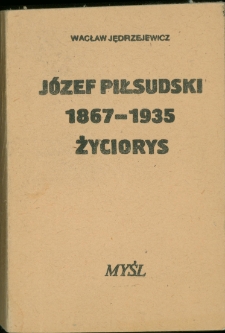 WACŁAW JĘDRZEJEWICZ
JÓZEF PIŁSUDSKI
1867-1935
ŻYCIORYS
MYŚL